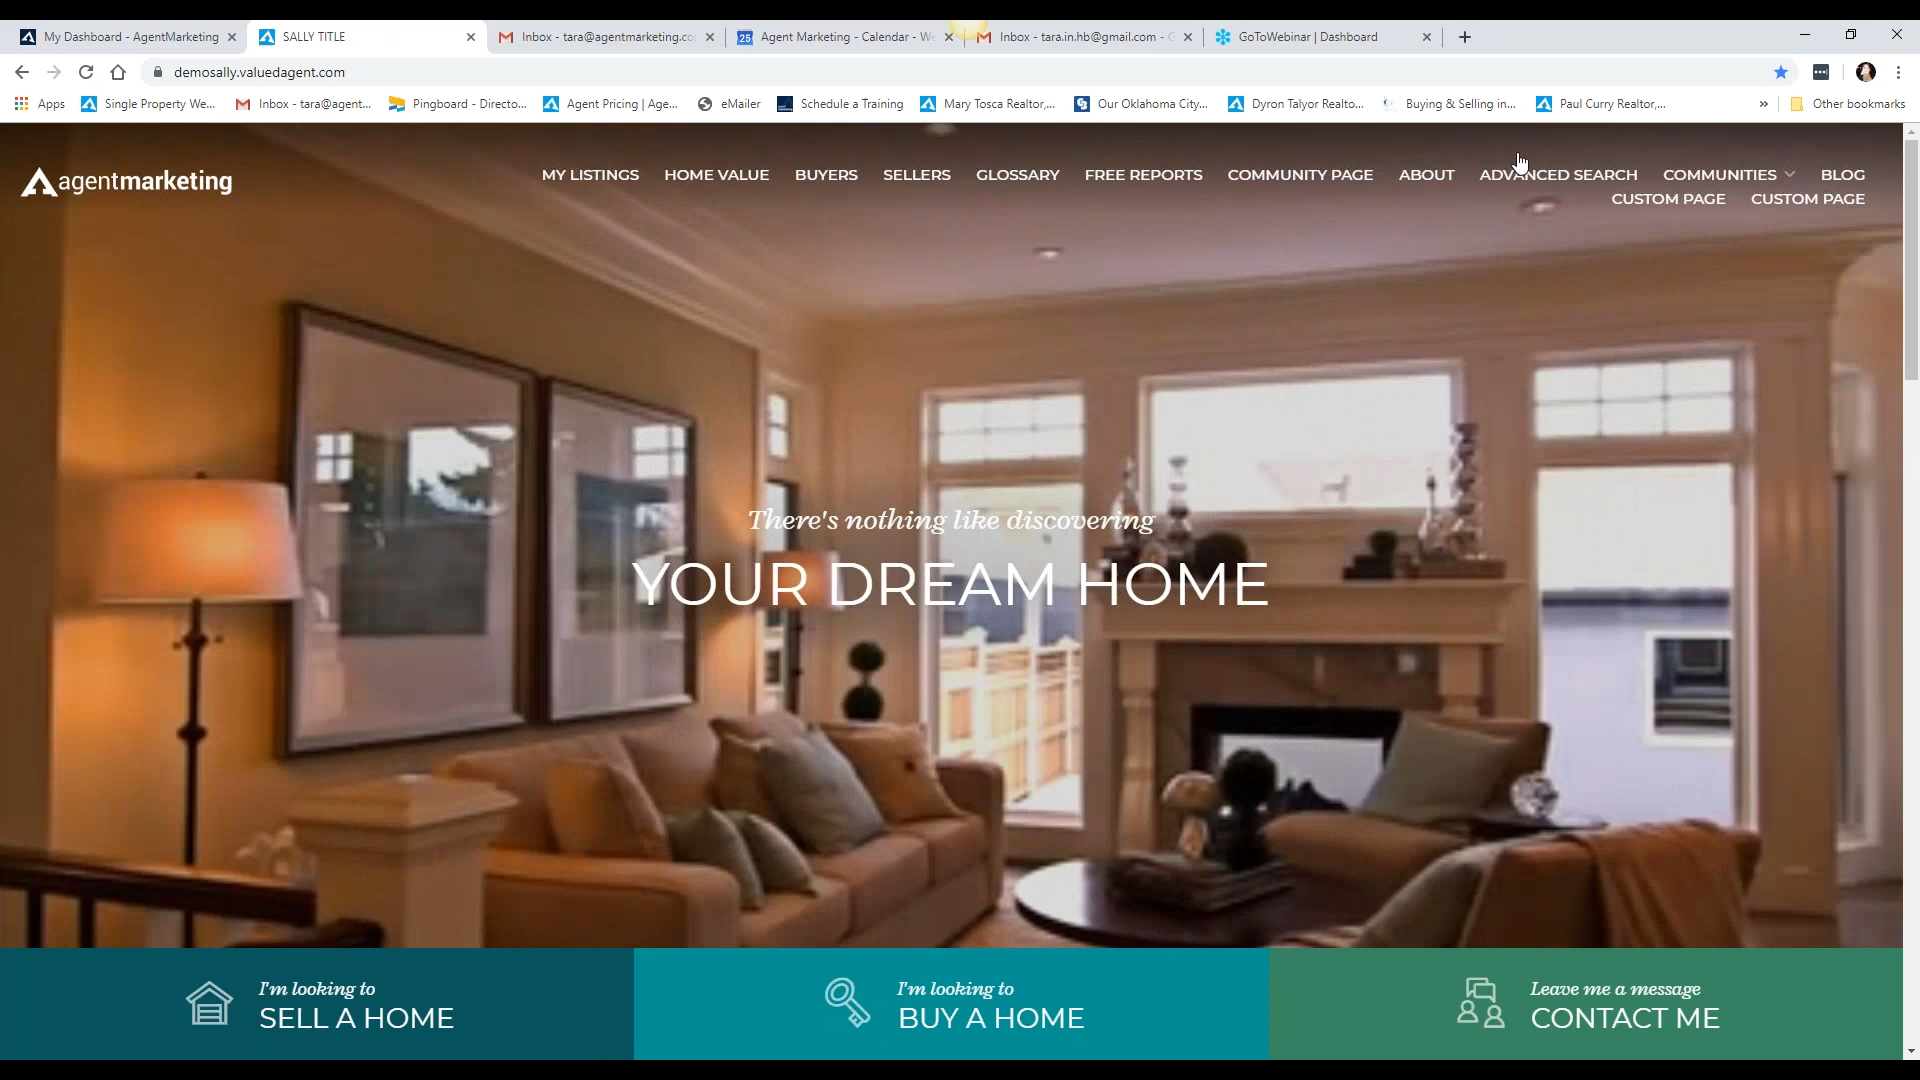 My Dashboard - AgentMarketing
SALLY TITLE
Inbox - tara@agentmarketing.co
Agent Marketing - Calendar - We
Inbox - tara.in.hb@gmail.com - G
GoToWebinar | Dashboard
demosally.valuedagent.com
Apps
Single Property We...
Inbox - tara@agent...
Pingboard - Directo...
Agent Pricing | Age...
eMailer
Schedule a Training
Mary Tosca Realtor,...
Our Oklahoma City...
Dyron Talyor Realto...
Buying & Selling in...
Paul Curry Realtor,...
»
Other bookmarks
agentmarketing
MY LISTINGS HOME VALUE BUYERS SELLERS GLOSSARY FREE REPORTS COMMUNITY PAGE ABOUT ADVANCED SEARCH COMMUNITIES BLOG
CUSTOM PAGE CUSTOM PAGE
There's nothing like discovering
YOUR DREAM HOME
I'm looking to
SELL A HOME
I'm looking to
BUY A HOME
Leave me a message
CONTACT ME